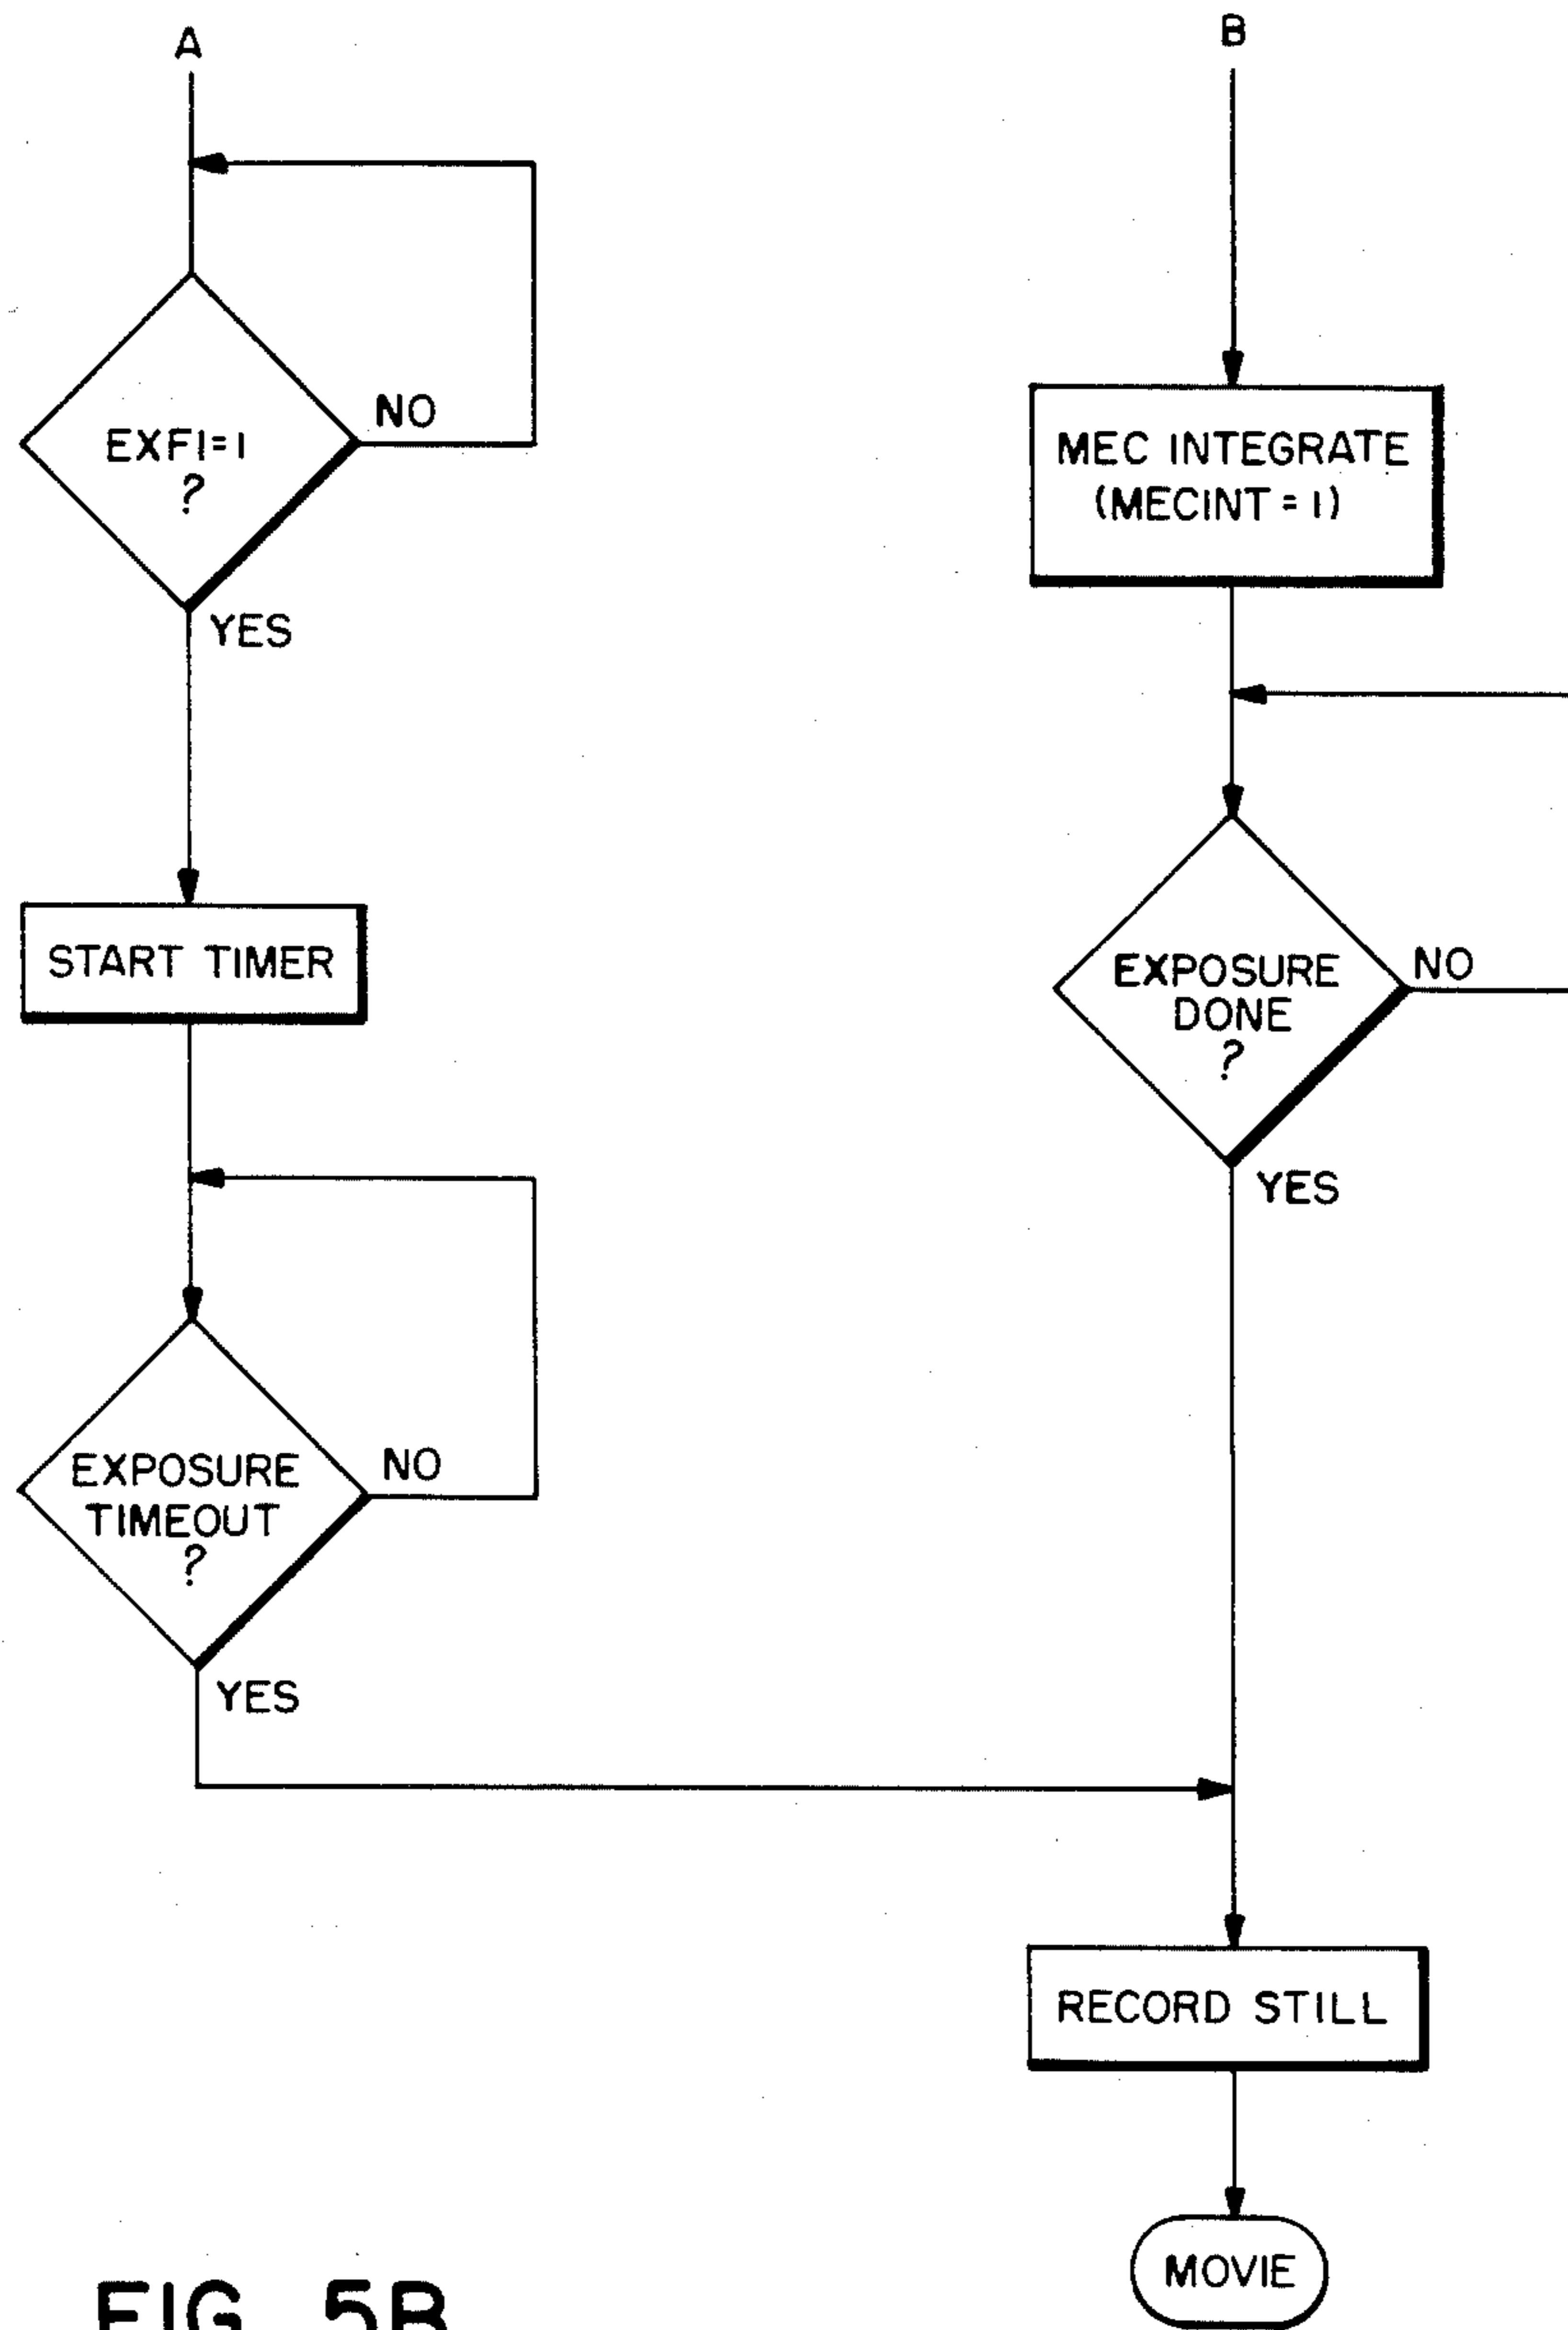 A
EXF1=1
?
NO
YES
START TIMER
EXPOSURE
TIMEOUT
?
NO
YES
B
MEC INTEGRATE
(MECINT = 1)
EXPOSURE
DONE
?
NO
YES
RECORD STILL
MOVIE
FIG. 5B